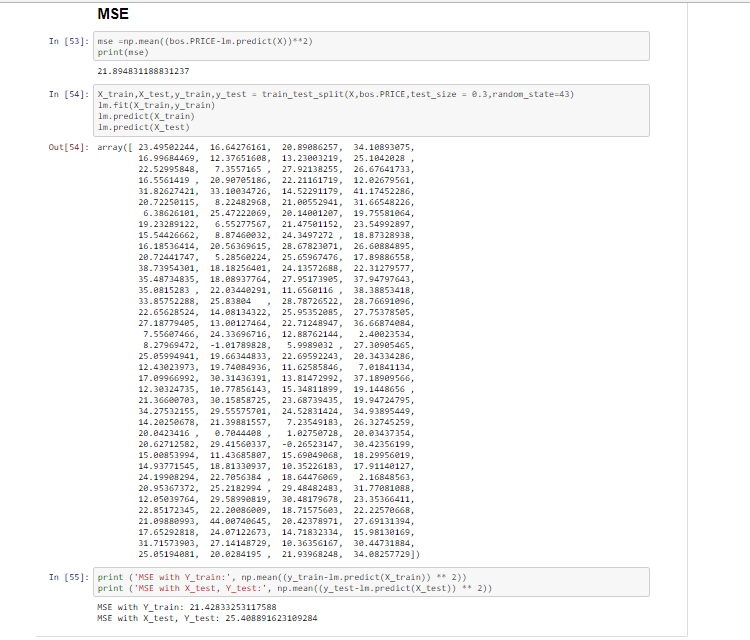 MSE
In [53]: mse =np.mean((bos.PRICE-lm.predict(X))**2)
print(mse)
21.894831188831237
In [54]: X_train,X_test,y_train,y_test = train_test_split(X,bos.PRICE,test_size = 0.3,random_state=43)
lm.fit(X_train,y_train)
lm.predict(X_train)
lm.predict(X_test)
Out[54]: array([ 23.49502244, 16.64276161, 20.89086257, 34.10893075,
16.99684469, 12.37651608, 13.23003219, 25.1042028 ,
22.52995848, 7.3557165 , 27.92138255, 26.67641733,
16.5561419 , 20.90705186, 22.21161719, 12.02679561,
31.82627421, 33.10034726, 14.52291179, 41.17452286,
20.72250115, 8.22482968, 21.00552941, 31.66548226,
6.38626101, 25.47222069, 20.14001207, 19.75581064,
19.23289122, 6.55277567, 21.47501152, 23.54992897,
15.54426662, 8.87460032, 24.3497272 , 18.87328938,
16.18536414, 20.56369615, 28.67823071, 26.60884895,
20.72441747, 5.28560224, 25.65967476, 17.89886558,
38.73954301, 18.18256401, 24.13572688, 22.31279577,
35.48734835, 18.08937764, 27.95173905, 37.94797643,
35.0815283 , 22.03440291, 11.6560116 , 38.38853418,
33.85752288, 25.83804 , 28.78726522, 28.76691096,
22.65628524, 14.08134322, 25.95352085, 27.75378505,
27.18779405, 13.00127464, 22.71248947, 36.66874084,
7.55607466, 24.33696716, 12.88762144, 2.40023534,
8.27969472, -1.01789828, 5.9989032 , 27.30905465,
25.05994941, 19.66344833, 22.69592243, 20.34334286,
12.43023973, 19.74084936, 11.62585846, 7.01841134,
17.09966992, 30.31436391, 13.81472992, 37.18909566,
12.30324735, 10.77856143, 15.34811899, 19.1448656 ,
21.36600703, 30.15858725, 23.68739435, 19.94724795,
34.27532155, 29.55575701, 24.52831424, 34.93895449,
14.20250678, 21.39881557, 7.23549183, 26.32745259,
20.0423416 , 0.7044408 , 1.02750728, 20.03437354,
20.62712582, 29.41560337, -0.26523147, 30.42356199,
15.00853994, 11.43685807, 15.69049068, 18.29956019,
14.93771545, 18.81330937, 10.35226183, 17.91140127,
24.19908294, 22.7056384 , 18.64476069, 2.16848563,
20.95367372, 25.2182994 , 29.48482483, 31.77081088,
12.05039764, 29.58990819, 30.48179678, 23.35366411,
22.85172345, 22.20086009, 18.71575603, 22.22570668,
21.09880993, 44.00740645, 20.42378971, 27.69131394,
17.65292818, 24.07122673, 14.71832334, 15.98130169,
31.71573903, 27.14148729, 10.36356167, 30.44731884,
25.05194081, 20.0284195 , 21.93968248, 34.08257729])
In [55]: print ('MSE with Y_train:', np.mean((y_train-lm.predict(X_train)) ** 2))
print ('MSE with X_test, Y_test:', np.mean((y_test-lm.predict(X_test)) ** 2))
MSE with Y_train: 21.42833253117588
MSE with X_test, Y_test: 25.408891623109284